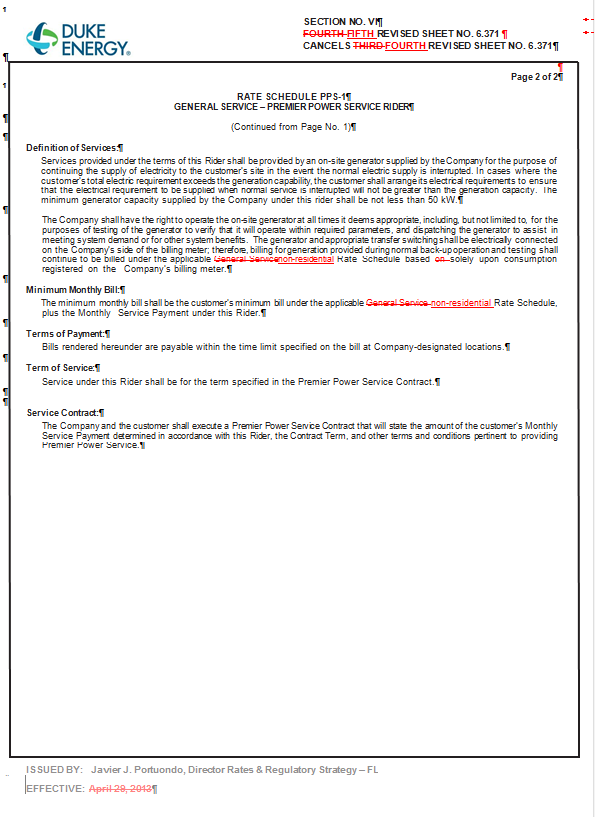 DUKE
ENERGY®
SECTION NO. VI¶
FOURTH FIFTH REVISED SHEET NO. 6.371 ¶
CANCELS THIRD FOURTH REVISED SHEET NO. 6.371¶
¶
Page 2 of 2¶
RATE SCHEDULE PPS-1¶
GENERAL SERVICE – PREMIER POWER SERVICE RIDER¶
(Continued from Page No. 1)¶
Definition of Services:¶
Services provided under the terms of this Rider shall be provided by an on-site generator supplied by the Company for the purpose of
continuing the supply of electricity to the customer's site in the event the normal electric supply is interrupted. In cases where the
customer's total electric requirement exceeds the generation capability, the customer shall arrange its electrical requirements to ensure
that the electrical requirement to be supplied when normal service is interrupted will not be greater than the generation capacity. The
minimum generator capacity supplied by the Company under this rider shall be not less than 50 kW.¶
The Company shall have the right to operate the on-site generator at all times it deems appropriate, including, but not limited to, for the
purposes of testing of the generator to verify that it will operate within required parameters, and dispatching the generator to assist in
meeting system demand or for other system benefits. The generator and appropriate transfer switching shall be electrically connected
on the Company's side of the billing meter; therefore, billing for generation provided during normal back-up operation and testing shall
continue to be billed under the applicable General Service non-residential Rate Schedule based on solely upon consumption
registered on the Company's billing meter.¶
Minimum Monthly Bill:¶
The minimum monthly bill shall be the customer's minimum bill under the applicable General Service non-residential Rate Schedule,
plus the Monthly Service Payment under this Rider.¶
Terms of Payment:¶
Bills rendered hereunder are payable within the time limit specified on the bill at Company-designated locations.¶
Term of Service:¶
Service under this Rider shall be for the term specified in the Premier Power Service Contract.¶
Service Contract:¶
The Company and the customer shall execute a Premier Power Service Contract that will state the amount of the customer's Monthly
Service Payment determined in accordance with this Rider, the Contract Term, and other terms and conditions pertinent to providing
Premier Power Service.¶
ISSUED BY: Javier J. Portuondo, Director Rates & Regulatory Strategy – FL
EFFECTIVE: April 29, 2013¶